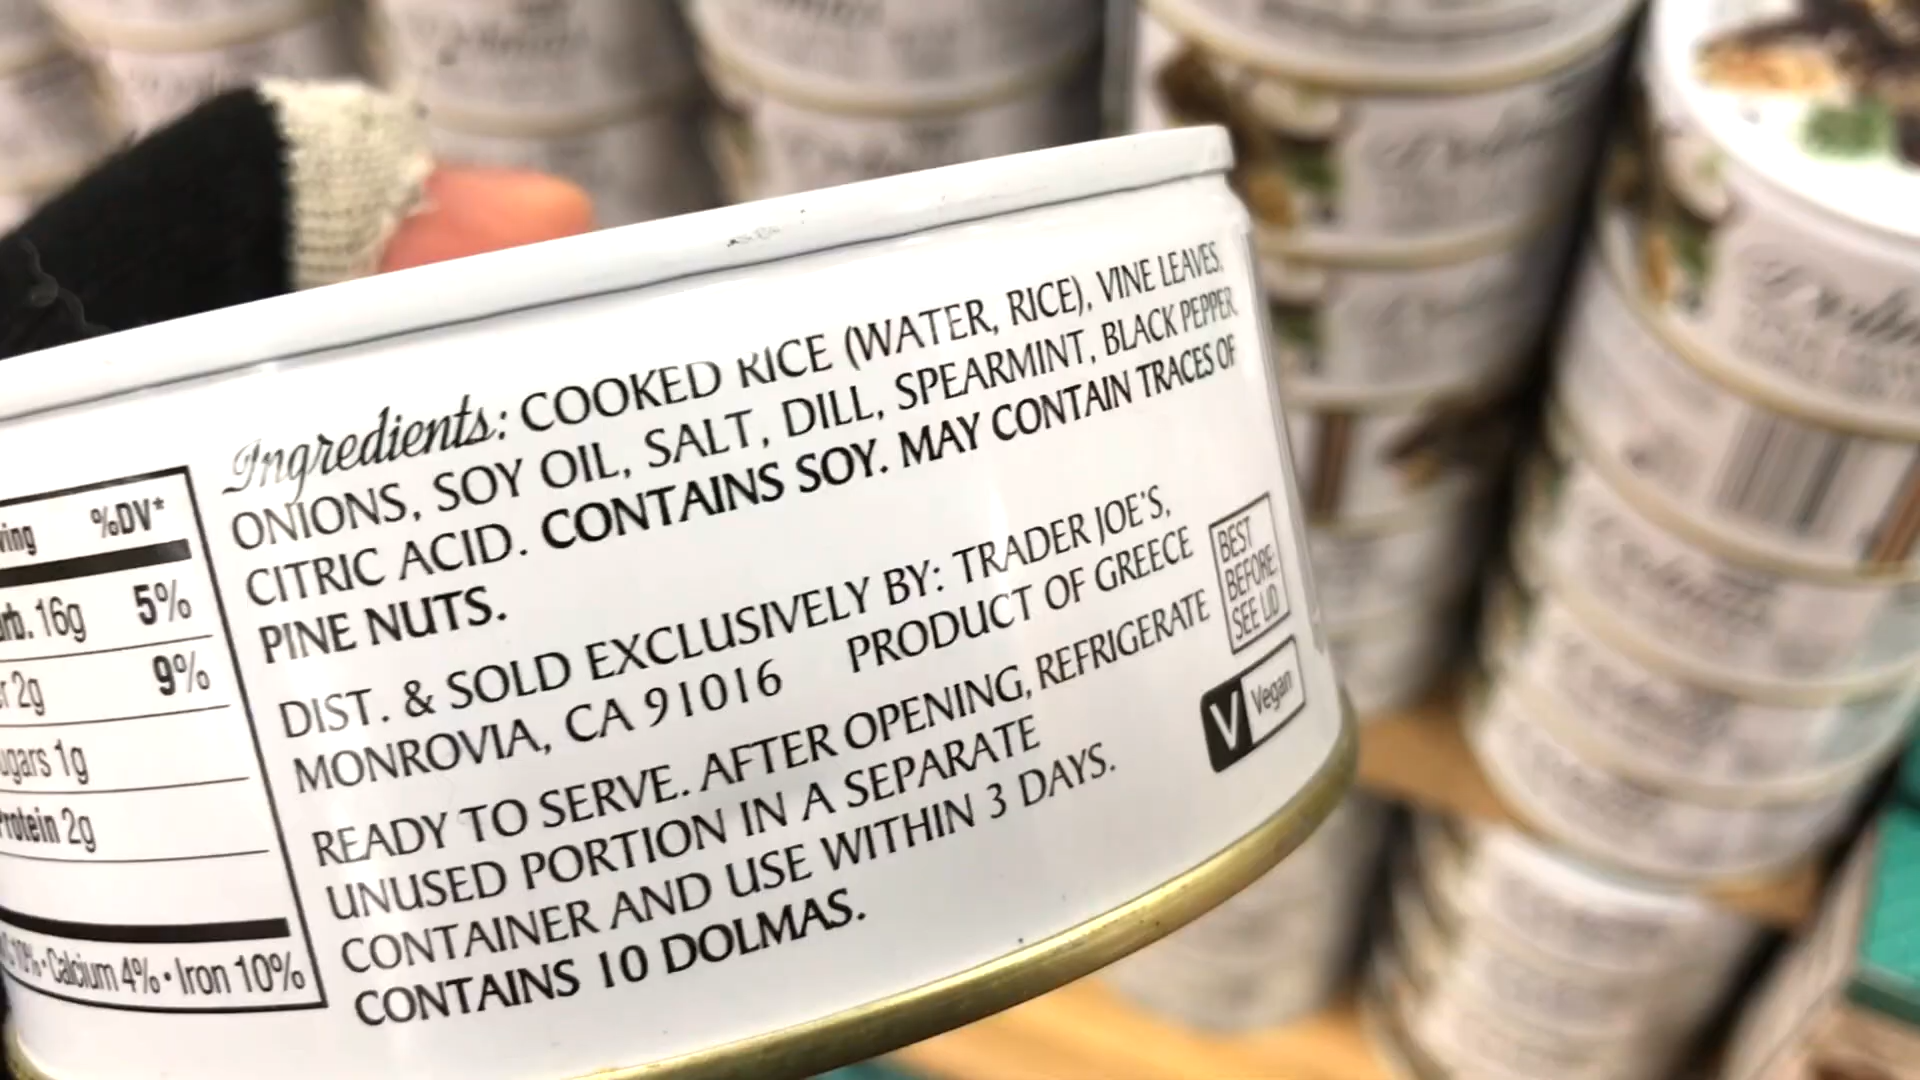 Ingredients: COOKED RICE (WATER, RICE), VINE LEAVES,
ONIONS, SOY OIL, SALT, DILL, SPEARMINT, BLACK PEPPER
CITRIC ACID. CONTAINS SOY. MAY CONTAIN TRACES OF
PINE NUTS.
DIST. & SOLD EXCLUSIVELY BY: TRADER JOE'S,
MONROVIA, CA 91016 PRODUCT OF GREECE
READY TO SERVE. AFTER OPENING, REFRIGERATE
UNUSED PORTION IN A SEPARATE
CONTAINER AND USE WITHIN 3 DAYS.
CONTAINS 10 DOLMAS.
BEST
BEFORE:
SEE LID
V Vegan
%DV*
16g 5%
2g 9%
1g
Protein 2g
10% • Calcium 4% • Iron 10%